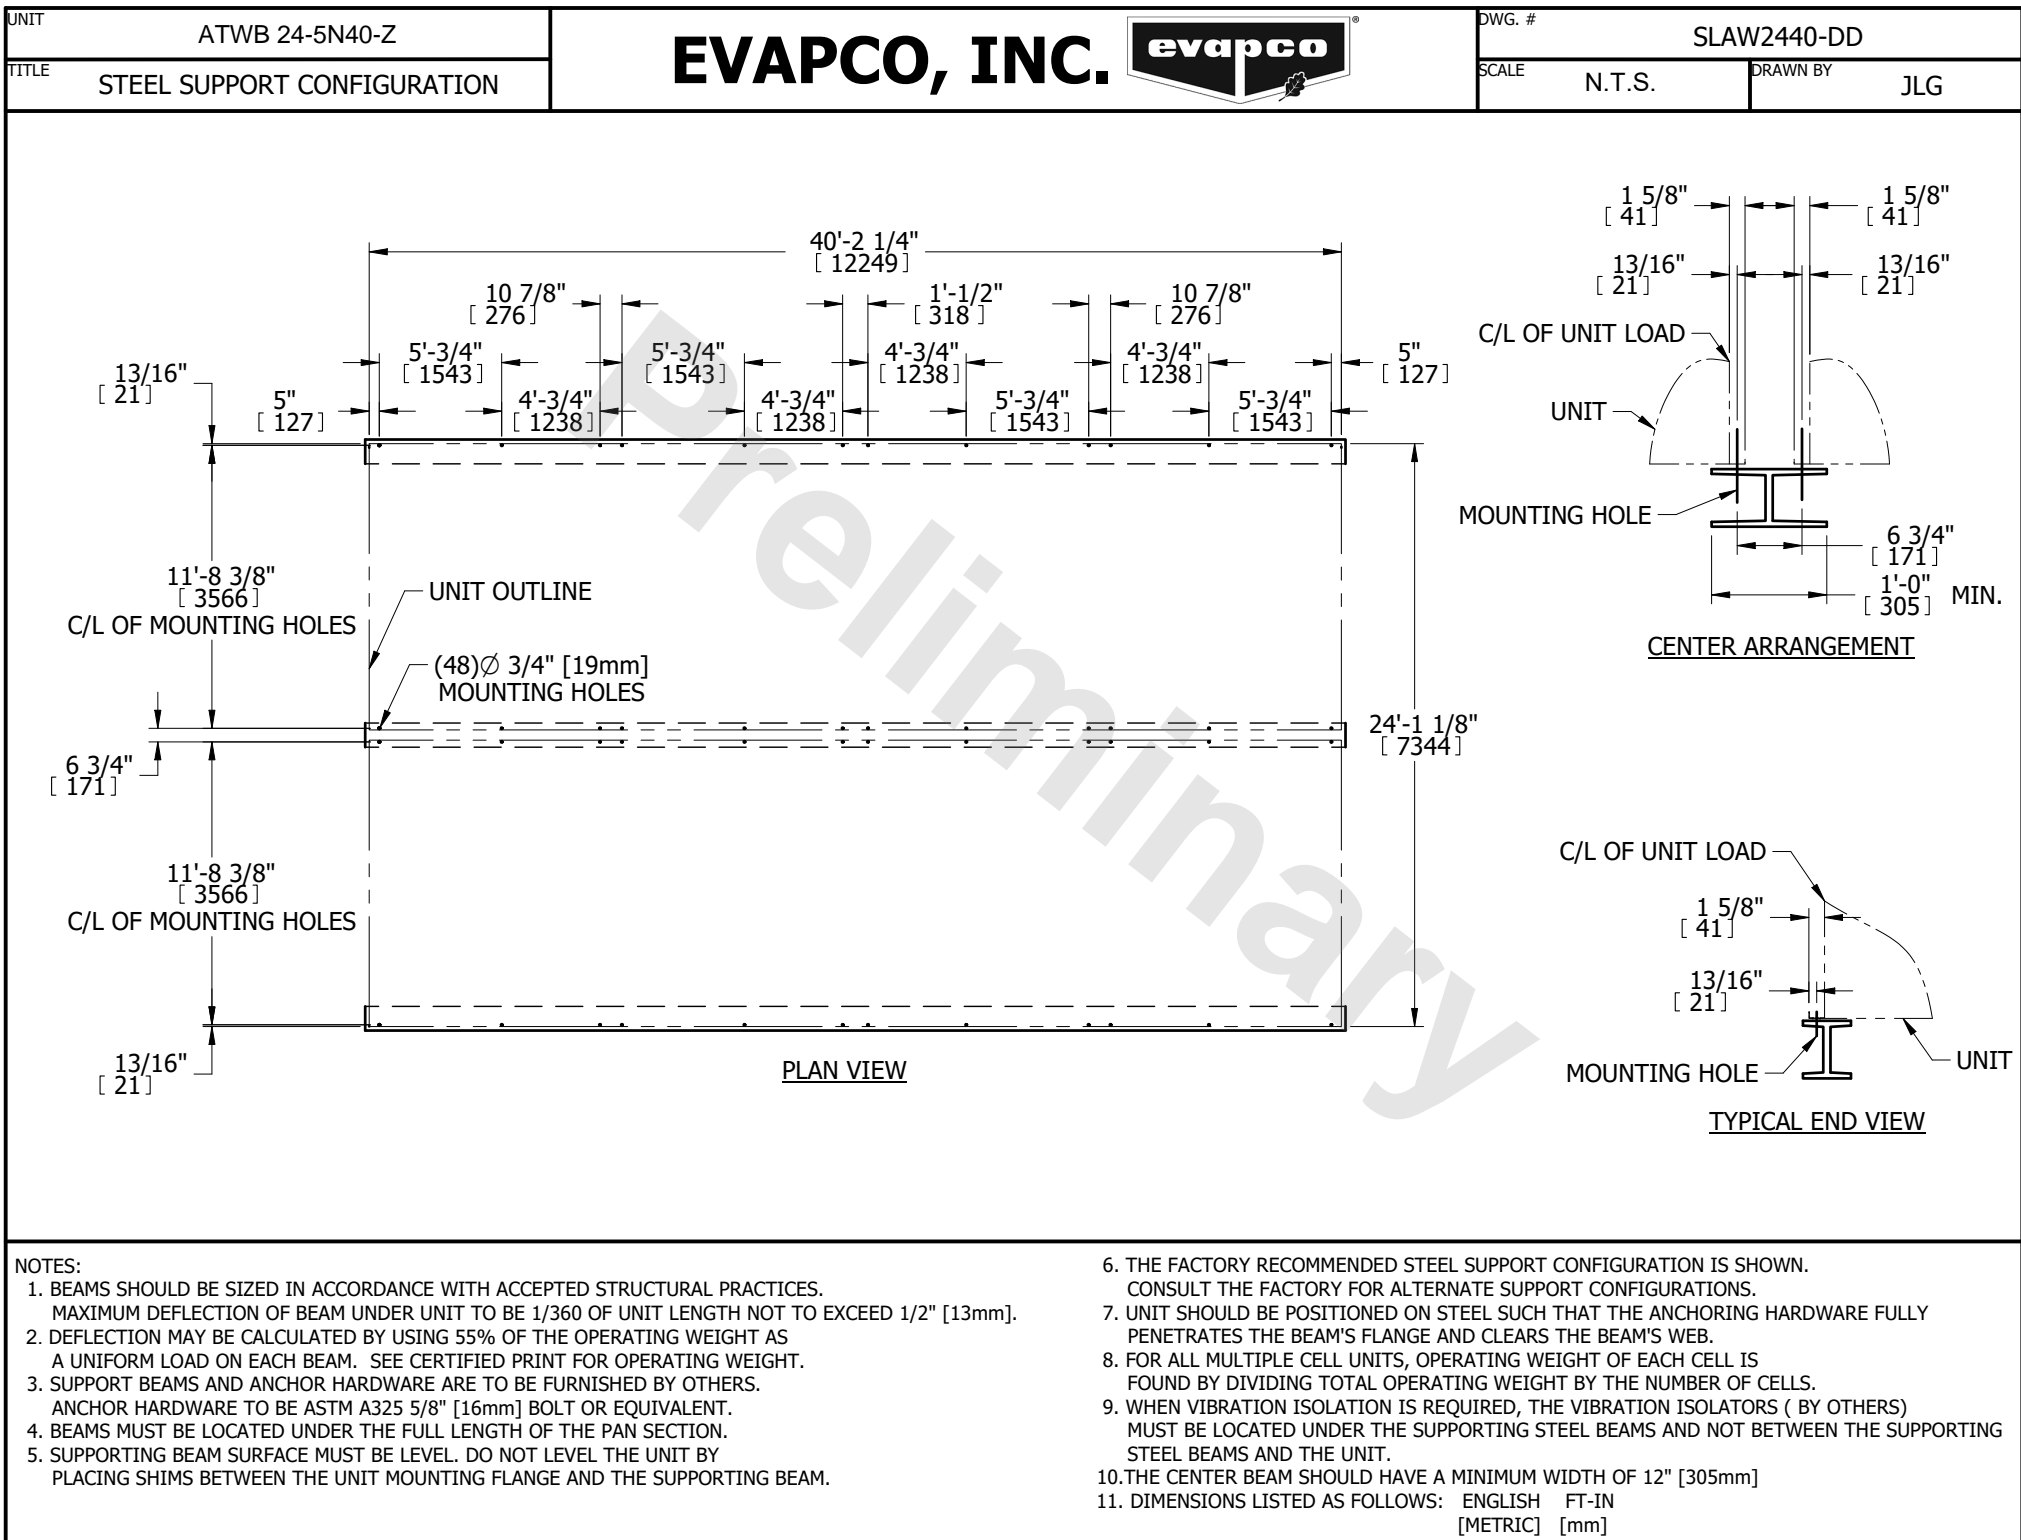 UNIT
ATWB 24-5N40-Z
TITLE
STEEL SUPPORT CONFIGURATION
EVAPCO, INC.
evapco
®
DWG. #
SLAW2440-DD
SCALE
N.T.S.
DRAWN BY
JLG
40'-2 1/4"
[ 12249]
10 7/8"
[ 276]
1'-1/2"
[ 318 ]
10 7/8"
[ 276]
5'-3/4"
[ 1543]
5'-3/4"
[ 1543]
4'-3/4"
[ 1238]
4'-3/4"
[ 1238]
5"
[ 127]
13/16"
[ 21]
5"
[ 127]
4'-3/4"
[ 1238]
4'-3/4"
[ 1238]
5'-3/4"
[ 1543]
5'-3/4"
[ 1543]
11'-8 3/8"
[ 3566]
C/L OF MOUNTING HOLES
UNIT OUTLINE
(48)Ø 3/4" [19mm]
MOUNTING HOLES
6 3/4"
[ 171]
24'-1 1/8"
[ 7344]
11'-8 3/8"
[ 3566]
C/L OF MOUNTING HOLES
13/16"
[ 21]
PLAN VIEW
Preliminary
1 5/8"
[ 41]
1 5/8"
[ 41]
13/16"
[ 21]
13/16"
[ 21]
C/L OF UNIT LOAD
UNIT
MOUNTING HOLE
6 3/4"
[ 171]
1'-0"
[ 305] MIN.
CENTER ARRANGEMENT
C/L OF UNIT LOAD
1 5/8"
[ 41]
13/16"
[ 21]
MOUNTING HOLE
UNIT
TYPICAL END VIEW
NOTES:
1. BEAMS SHOULD BE SIZED IN ACCORDANCE WITH ACCEPTED STRUCTURAL PRACTICES.
MAXIMUM DEFLECTION OF BEAM UNDER UNIT TO BE 1/360 OF UNIT LENGTH NOT TO EXCEED 1/2" [13mm].
2. DEFLECTION MAY BE CALCULATED BY USING 55% OF THE OPERATING WEIGHT AS
A UNIFORM LOAD ON EACH BEAM. SEE CERTIFIED PRINT FOR OPERATING WEIGHT.
3. SUPPORT BEAMS AND ANCHOR HARDWARE ARE TO BE FURNISHED BY OTHERS.
ANCHOR HARDWARE TO BE ASTM A325 5/8" [16mm] BOLT OR EQUIVALENT.
4. BEAMS MUST BE LOCATED UNDER THE FULL LENGTH OF THE PAN SECTION.
5. SUPPORTING BEAM SURFACE MUST BE LEVEL. DO NOT LEVEL THE UNIT BY
PLACING SHIMS BETWEEN THE UNIT MOUNTING FLANGE AND THE SUPPORTING BEAM.
6. THE FACTORY RECOMMENDED STEEL SUPPORT CONFIGURATION IS SHOWN.
CONSULT THE FACTORY FOR ALTERNATE SUPPORT CONFIGURATIONS.
7. UNIT SHOULD BE POSITIONED ON STEEL SUCH THAT THE ANCHORING HARDWARE FULLY
PENETRATES THE BEAM'S FLANGE AND CLEARS THE BEAM'S WEB.
8. FOR ALL MULTIPLE CELL UNITS, OPERATING WEIGHT OF EACH CELL IS
FOUND BY DIVIDING TOTAL OPERATING WEIGHT BY THE NUMBER OF CELLS.
9. WHEN VIBRATION ISOLATION IS REQUIRED, THE VIBRATION ISOLATORS ( BY OTHERS)
MUST BE LOCATED UNDER THE SUPPORTING STEEL BEAMS AND NOT BETWEEN THE SUPPORTING
STEEL BEAMS AND THE UNIT.
10.THE CENTER BEAM SHOULD HAVE A MINIMUM WIDTH OF 12" [305mm]
11. DIMENSIONS LISTED AS FOLLOWS: ENGLISH FT-IN
[METRIC] [mm]